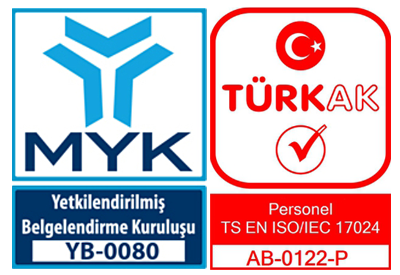 MYK
Yetkilendirilmiş
Belgelendirme Kuruluşu
YB-0080
TÜRKAK
Personel
TS EN ISO/IEC 17024
AB-0122-P